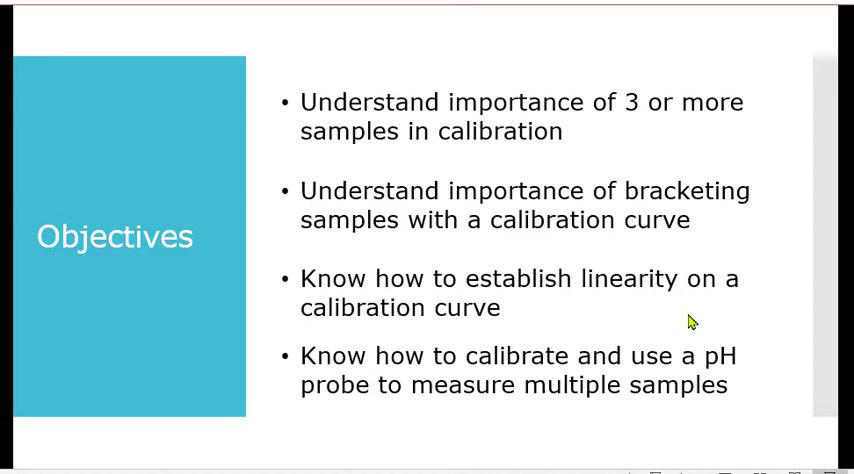 Objectives
• Understand importance of 3 or more
samples in calibration
• Understand importance of bracketing
samples with a calibration curve
• Know how to establish linearity on a
calibration curve
• Know how to calibrate and use a pH
probe to measure multiple samples